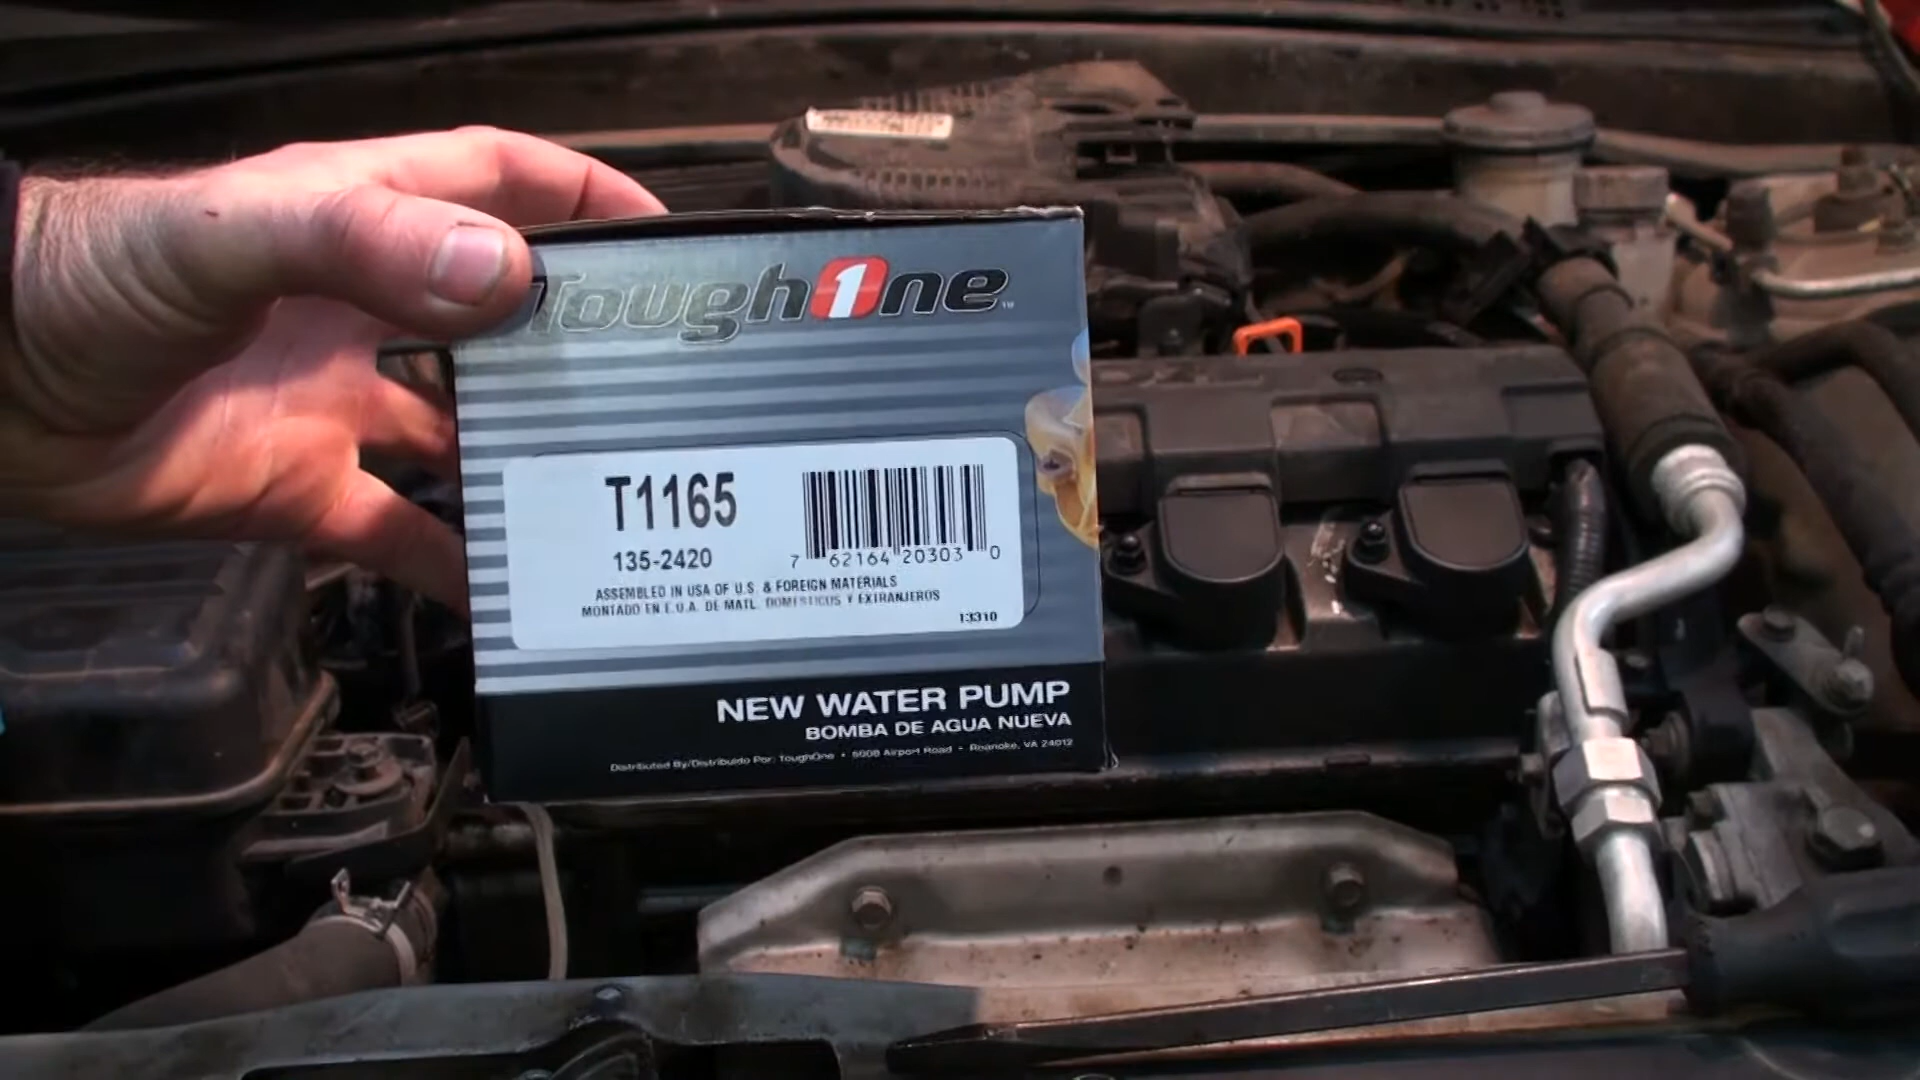 Tough1One™
T1165
135-2420
7 62164 20303 0
ASSEMBLED IN USA OF U.S. & FOREIGN MATERIALS
MONTADO EN E.U.A. DE MATL. DOMESTICOS Y EXTRANJEROS
13310
NEW WATER PUMP
BOMBA DE AGUA NUEVA
Distributed By/Distribuido Por: ToughOne • 5008 Airport Road • Roanoke, VA 24012